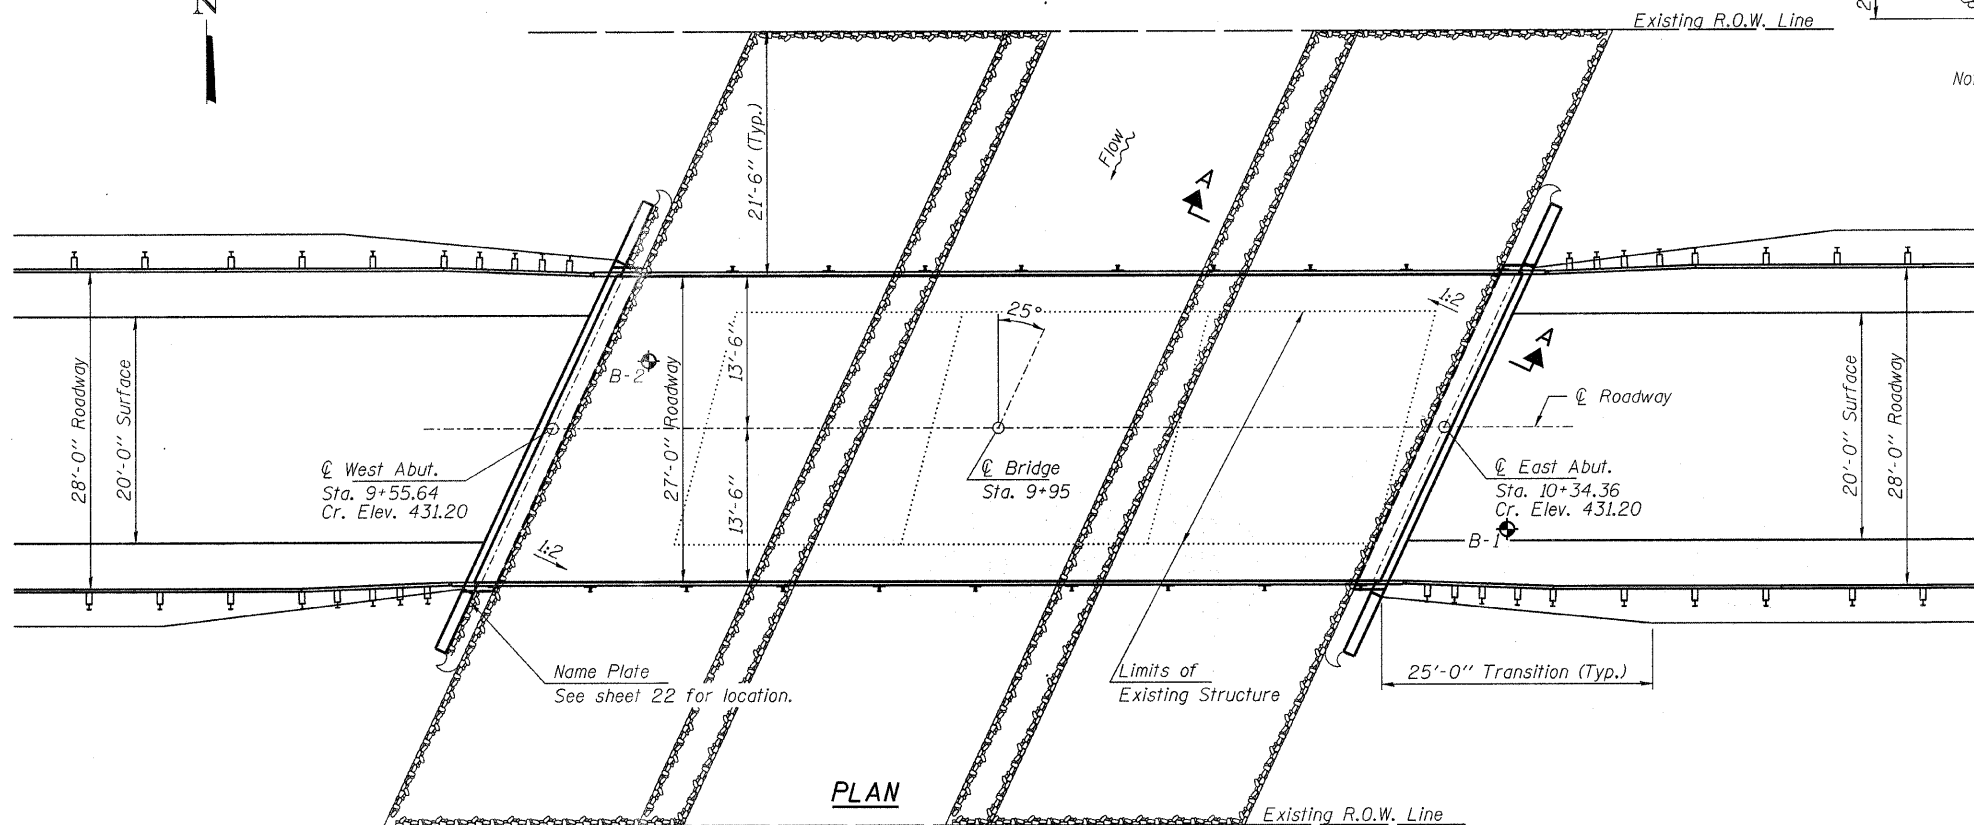 N
Existing R.O.W. Line
2
No
21'-6" (Typ.)
Flow
A
1:2
25°
A
B-2
28'-0" Roadway
20'-0" Surface
27'-0" Roadway
13'-6"
13'-6"
℄ Roadway
20'-0" Surface
28'-0" Roadway
℄ West Abut.
Sta. 9+55.64
Cr. Elev. 431.20
℄ Bridge
Sta. 9+95
℄ East Abut.
Sta. 10+34.36
Cr. Elev. 431.20
B-1
1:2
Name Plate
See sheet 22 for location.
Limits of
Existing Structure
25'-0" Transition (Typ.)
PLAN
Existing R.O.W. Line